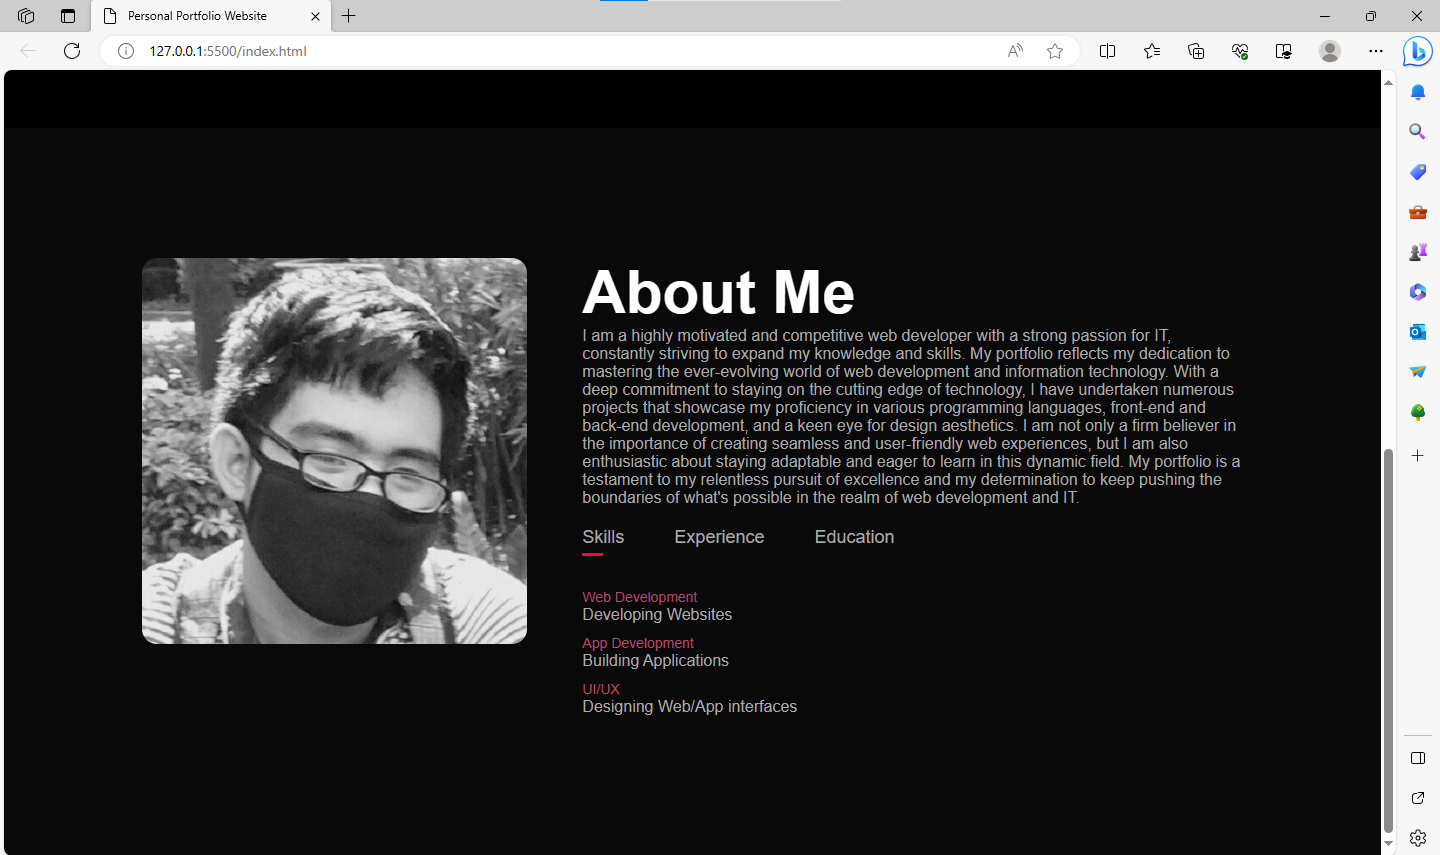 Personal Portfolio Website
127.0.0.1:5500/index.html
About Me
I am a highly motivated and competitive web developer with a strong passion for IT,
constantly striving to expand my knowledge and skills. My portfolio reflects my dedication to
mastering the ever-evolving world of web development and information technology. With a
deep commitment to staying on the cutting edge of technology, I have undertaken numerous
projects that showcase my proficiency in various programming languages, front-end and
back-end development, and a keen eye for design aesthetics. I am not only a firm believer in
the importance of creating seamless and user-friendly web experiences, but I am also
enthusiastic about staying adaptable and eager to learn in this dynamic field. My portfolio is a
testament to my relentless pursuit of excellence and my determination to keep pushing the
boundaries of what's possible in the realm of web development and IT.
Skills Experience Education
Web Development
Developing Websites
App Development
Building Applications
UI/UX
Designing Web/App interfaces